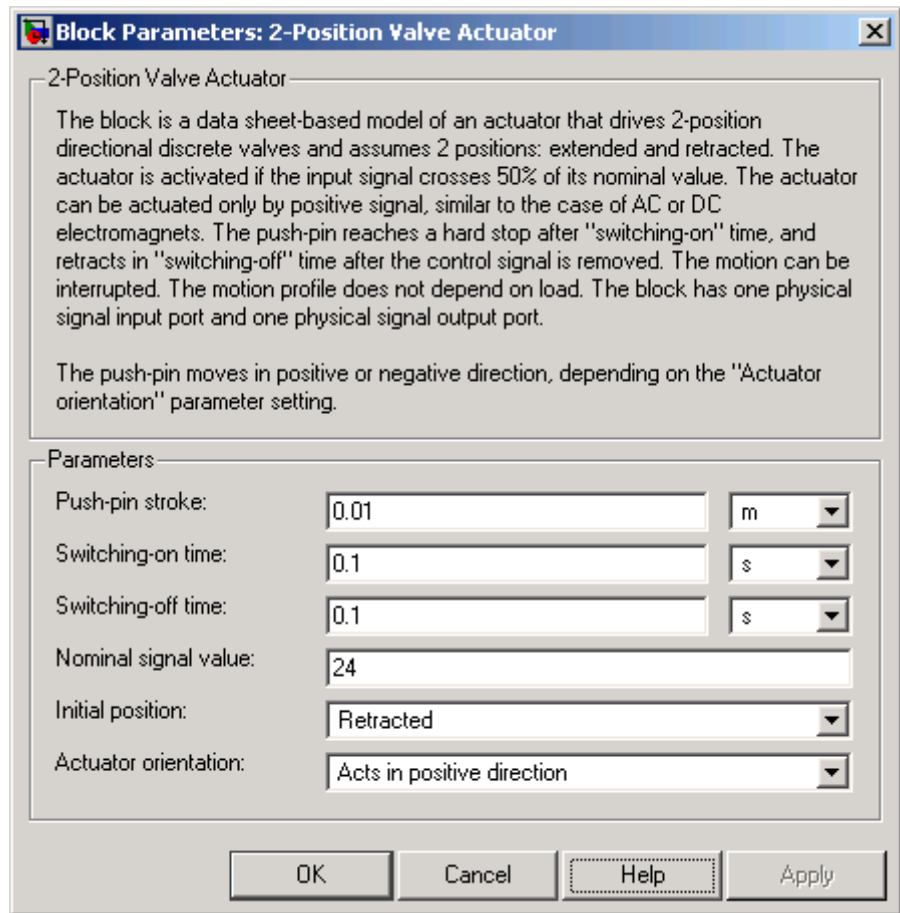 Block Parameters: 2-Position Valve Actuator
2-Position Valve Actuator
The block is a data sheet-based model of an actuator that drives 2-position
directional discrete valves and assumes 2 positions: extended and retracted. The
actuator is activated if the input signal crosses 50% of its nominal value. The actuator
can be actuated only by positive signal, similar to the case of AC or DC
electromagnets. The push-pin reaches a hard stop after "switching-on" time, and
retracts in "switching-off" time after the control signal is removed. The motion can be
interrupted. The motion profile does not depend on load. The block has one physical
signal input port and one physical signal output port.
The push-pin moves in positive or negative direction, depending on the "Actuator
orientation" parameter setting.
Parameters
Push-pin stroke: 0.01 m
Switching-on time: 0.1 s
Switching-off time: 0.1 s
Nominal signal value: 24
Initial position: Retracted
Actuator orientation: Acts in positive direction
OK Cancel Help Apply